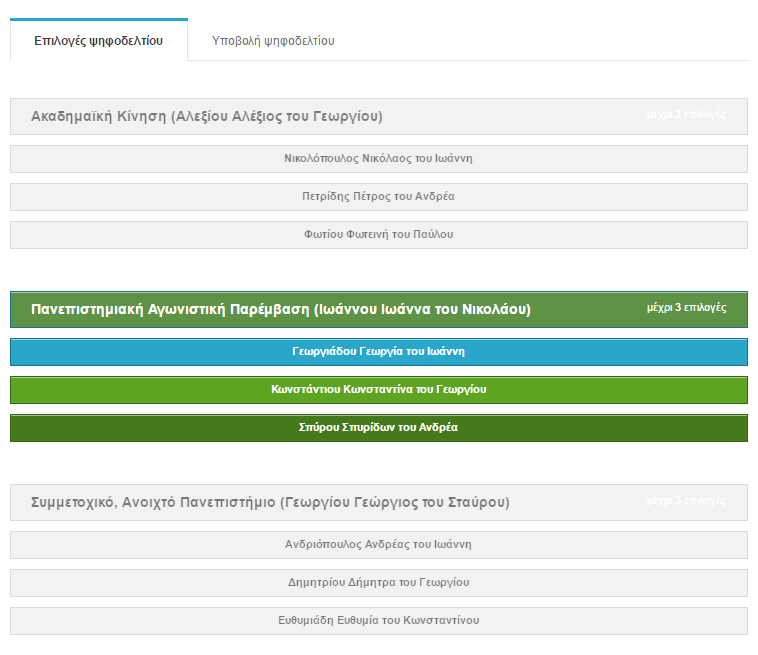 Επιλογές ψηφοδελτίου Υποβολή ψηφοδελτίου
Ακαδημαϊκή Κίνηση (Αλεξίου Αλέξιος του Γεωργίου) μέχρι 3 επιλογές
Νικολόπουλος Νικόλαος του Ιωάννη
Πετρίδης Πέτρος του Ανδρέα
Φωτίου Φωτεινή του Παύλου
Πανεπιστημιακή Αγωνιστική Παρέμβαση (Ιωάννου Ιωάννα του Νικολάου) μέχρι 3 επιλογές
Γεωργιάδου Γεωργία του Ιωάννη
Κωνστάντιου Κωνσταντίνα του Γεωργίου
Σπύρου Σπυρίδων του Ανδρέα
Συμμετοχικό, Ανοιχτό Πανεπιστήμιο (Γεωργίου Γεώργιος του Σταύρου) μέχρι 3 επιλογές
Ανδριόπουλος Ανδρέας του Ιωάννη
Δημητρίου Δήμητρα του Γεωργίου
Ευθυμιάδη Ευθυμία του Κωνσταντίνου